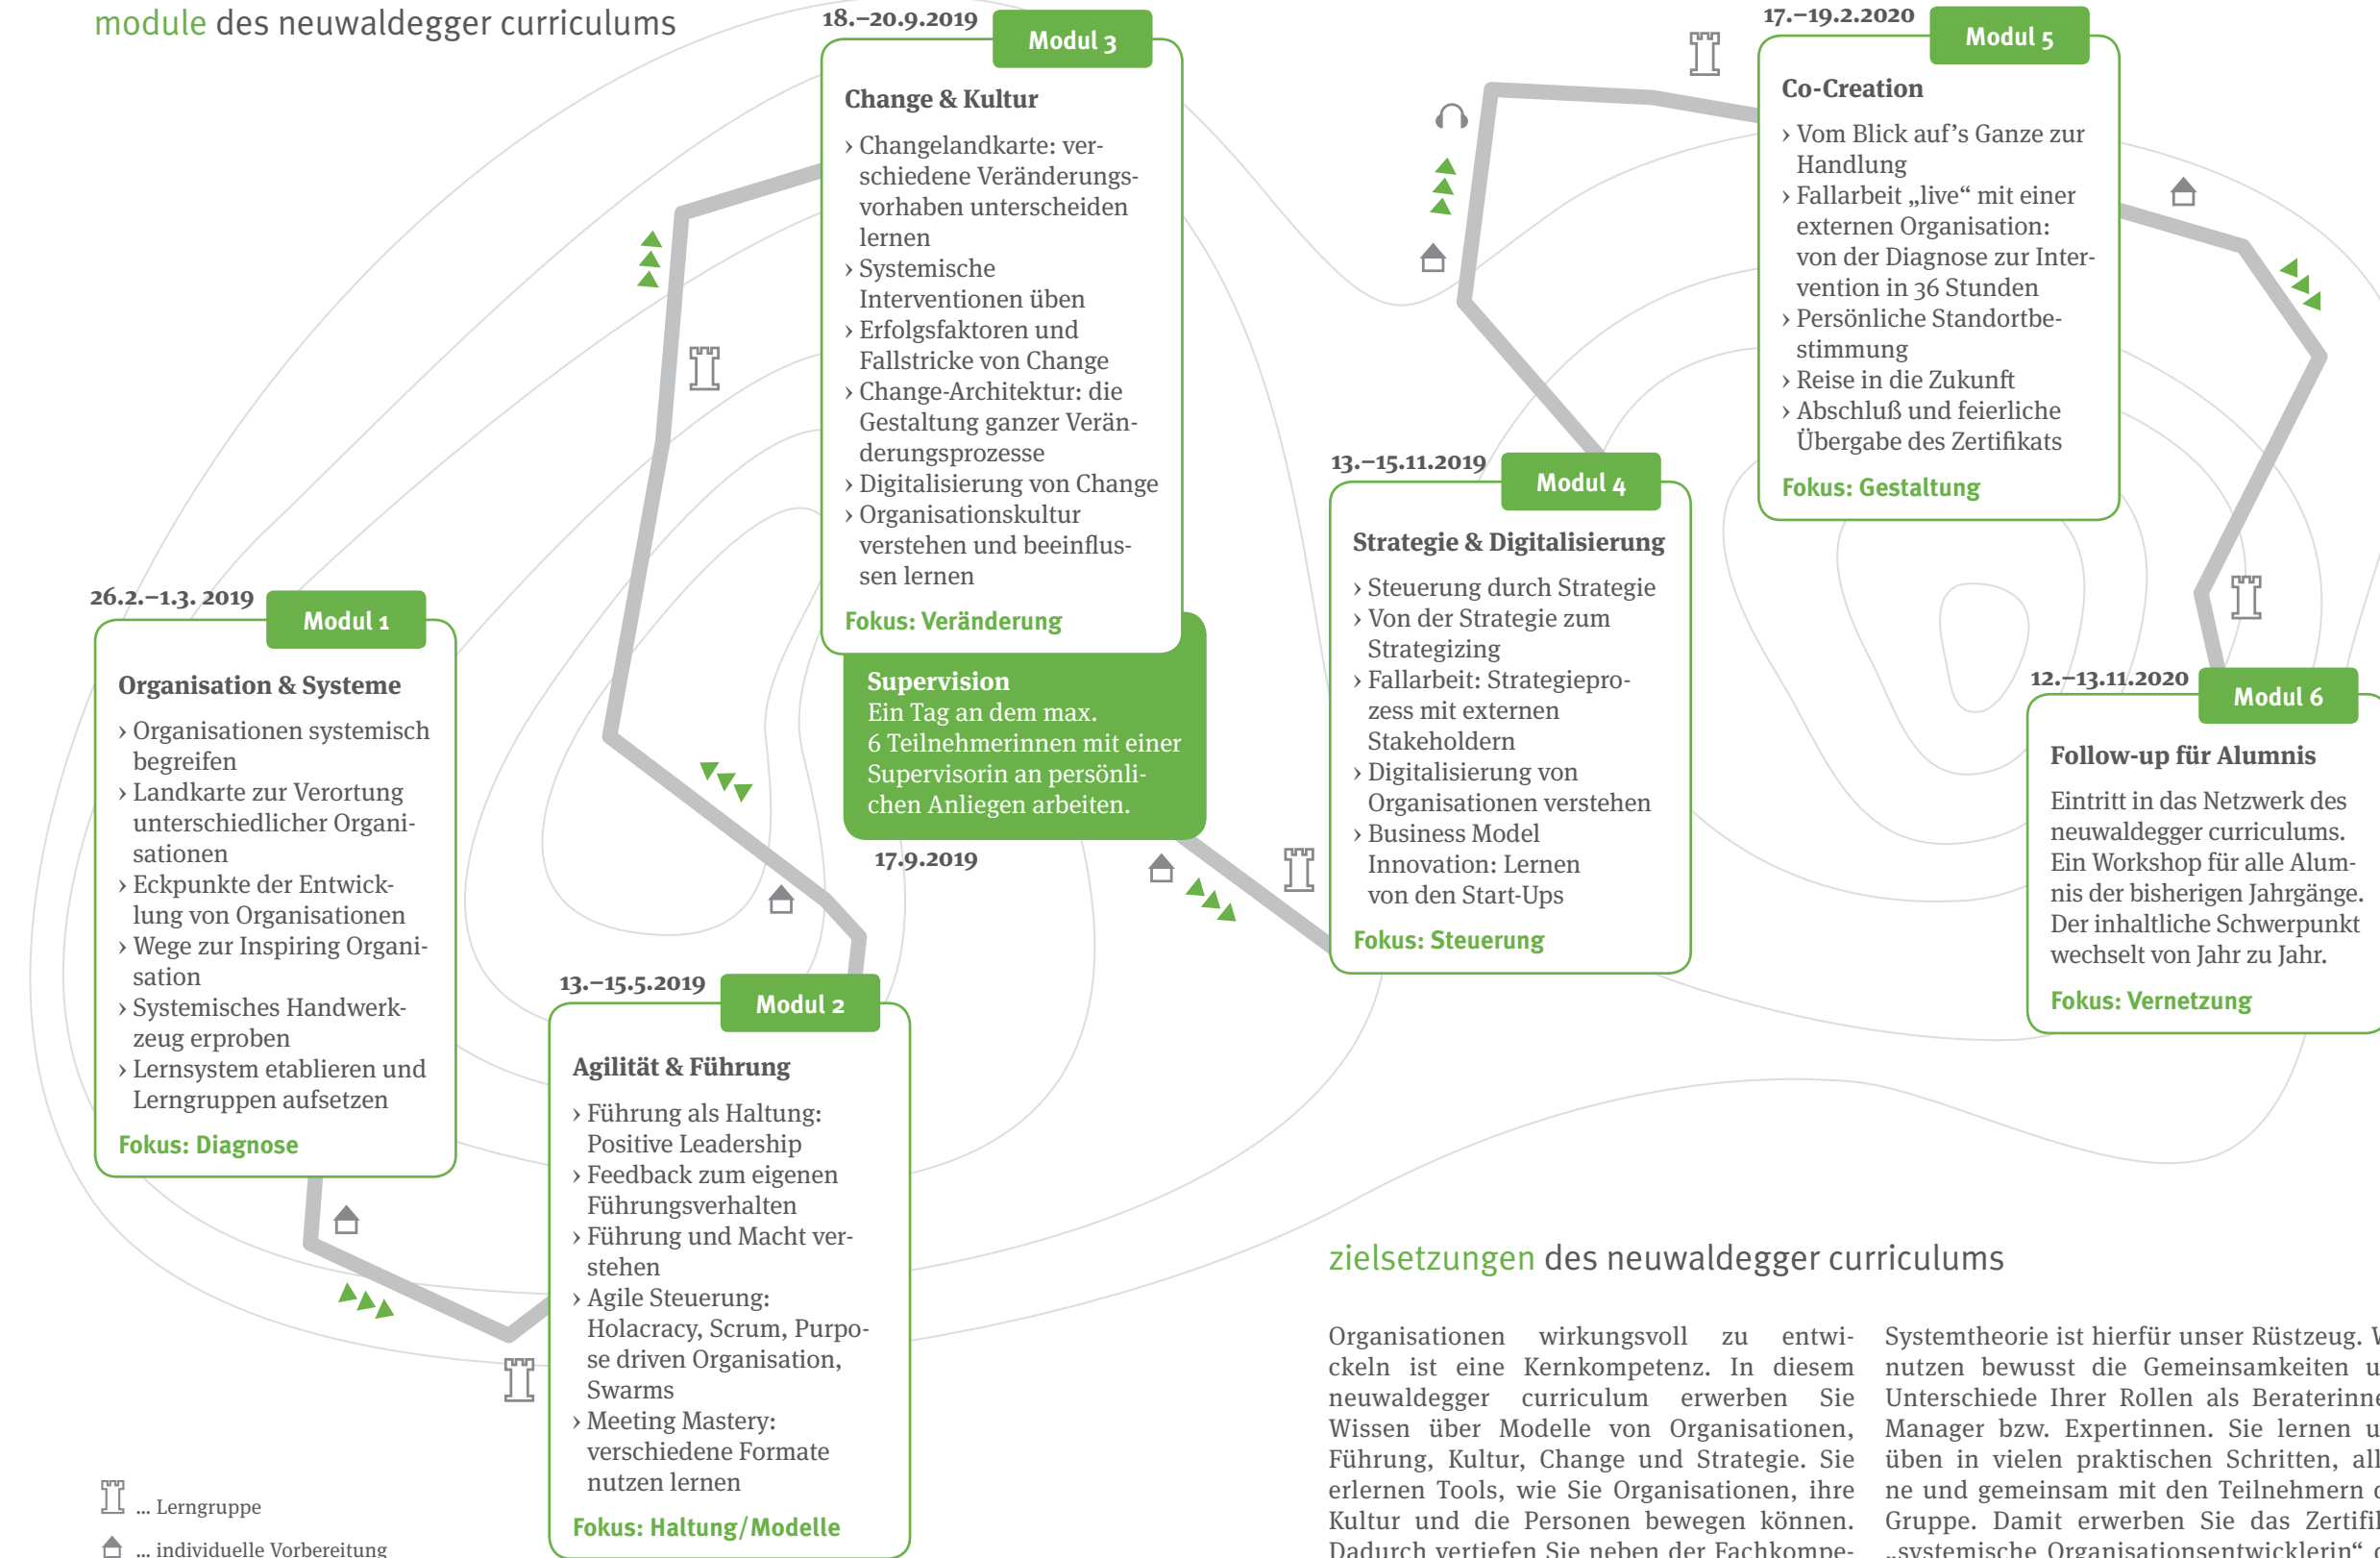 module des neuwaldegger curriculums
26.2.–1.3. 2019
Modul 1
Organisation & Systeme
› Organisationen systemisch
begreifen
› Landkarte zur Verortung
unterschiedlicher Organi-
sationen
› Eckpunkte der Entwick-
lung von Organisationen
› Wege zur Inspiring Organi-
sation
› Systemisches Handwerk-
zeug erproben
› Lernsystem etablieren und
Lerngruppen aufsetzen
Fokus: Diagnose
13.–15.5.2019
Modul 2
Agilität & Führung
› Führung als Haltung:
Positive Leadership
› Feedback zum eigenen
Führungsverhalten
› Führung und Macht ver-
stehen
› Agile Steuerung:
Holacracy, Scrum, Purpo-
se driven Organisation,
Swarms
› Meeting Mastery:
verschiedene Formate
nutzen lernen
Fokus: Haltung/Modelle
18.–20.9.2019
Modul 3
Change & Kultur
› Changelandkarte: ver-
schiedene Veränderungs-
vorhaben unterscheiden
lernen
› Systemische
Interventionen üben
› Erfolgsfaktoren und
Fallstricke von Change
› Change-Architektur: die
Gestaltung ganzer Verän-
derungsprozesse
› Digitalisierung von Change
› Organisationskultur
verstehen und beeinflus-
sen lernen
Fokus: Veränderung
Supervision
Ein Tag an dem max.
6 Teilnehmerinnen mit einer
Supervisorin an persönli-
chen Anliegen arbeiten.
17.9.2019
13.–15.11.2019
Modul 4
Strategie & Digitalisierung
› Steuerung durch Strategie
› Von der Strategie zum
Strategizing
› Fallarbeit: Strategiepro-
zess mit externen
Stakeholdern
› Digitalisierung von
Organisationen verstehen
› Business Model
Innovation: Lernen
von den Start-Ups
Fokus: Steuerung
17.–19.2.2020
Modul 5
Co-Creation
› Vom Blick auf’s Ganze zur
Handlung
› Fallarbeit „live“ mit einer
externen Organisation:
von der Diagnose zur Inter-
vention in 36 Stunden
› Persönliche Standortbe-
stimmung
› Reise in die Zukunft
› Abschluß und feierliche
Übergabe des Zertifikats
Fokus: Gestaltung
12.–13.11.2020
Modul 6
Follow-up für Alumnis
Eintritt in das Netzwerk des
neuwaldegger curriculums.
Ein Workshop für alle Alum-
nis der bisherigen Jahrgänge.
Der inhaltliche Schwerpunkt
wechselt von Jahr zu Jahr.
Fokus: Vernetzung
... Lerngruppe
... individuelle Vorbereitung
zielsetzungen des neuwaldegger curriculums
Organisationen wirkungsvoll zu entwi-
ckeln ist eine Kernkompetenz. In diesem
neuwaldegger curriculum erwerben Sie
Wissen über Modelle von Organisationen,
Führung, Kultur, Change und Strategie. Sie
erlernen Tools, wie Sie Organisationen, ihre
Kultur und die Personen bewegen können.
Dadurch vertiefen Sie neben der Fachkompe-
Systemtheorie ist hierfür unser Rüstzeug.
nutzen bewusst die Gemeinsamkeiten
Unterschiede Ihrer Rollen als
Manager bzw. Expertinnen. Sie lernen
üben in vielen praktischen Schritten,
ne und gemeinsam mit den Teilnehmern
Gruppe. Damit erwerben Sie das
„systemische Organisationsentwicklerin“